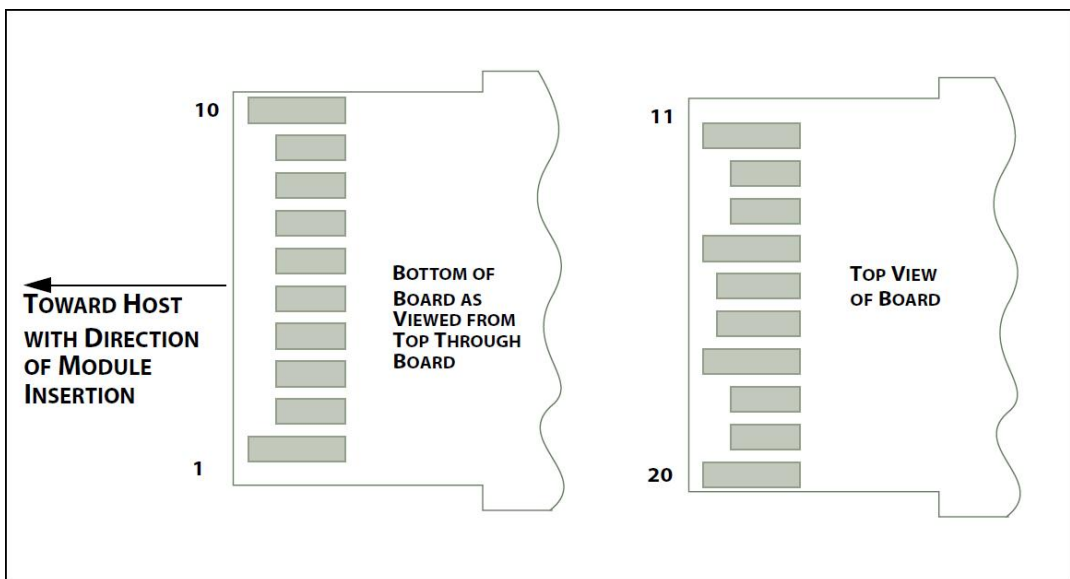 10
11
BOTTOM OF
BOARD AS
VIEWED FROM
TOP THROUGH
BOARD
TOP VIEW
OF BOARD
TOWARD HOST
WITH DIRECTION
OF MODULE
INSERTION
1
20